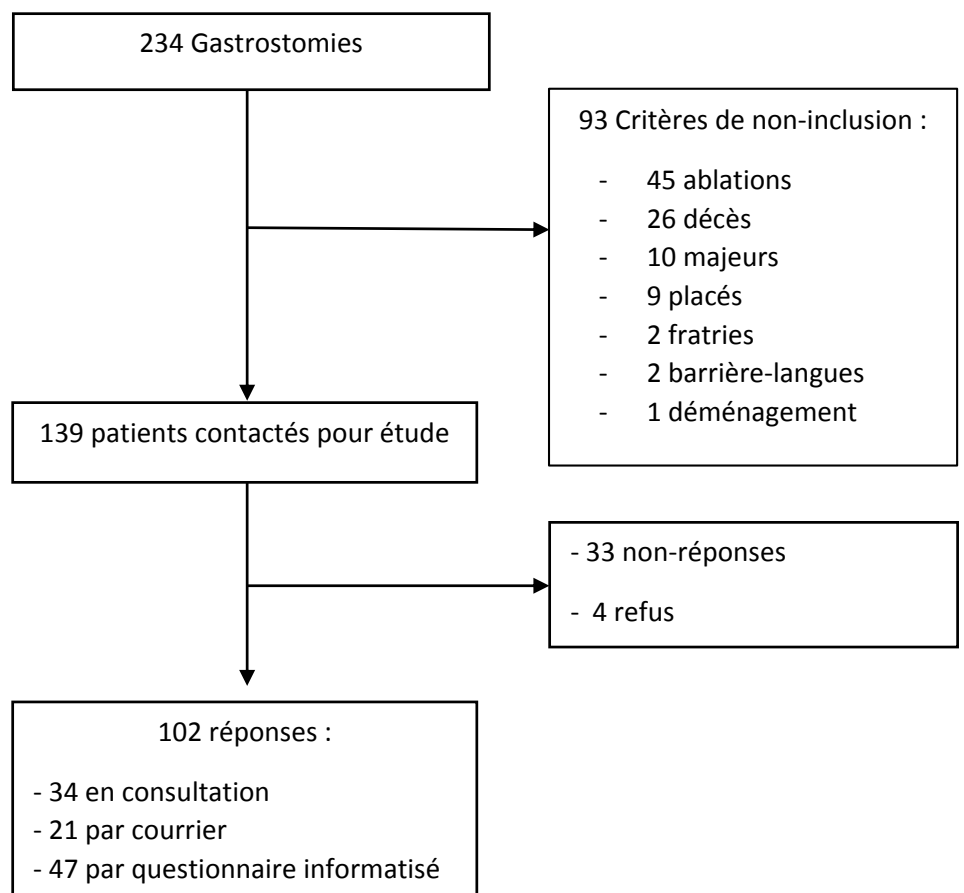 234 Gastrostomies
93 Critères de non-inclusion :
- 45 ablations
- 26 décès
- 10 majeurs
- 9 placés
- 2 fratries
- 2 barrière-langues
- 1 déménagement
139 patients contactés pour étude
- 33 non-réponses
- 4 refus
102 réponses :
- 34 en consultation
- 21 par courrier
- 47 par questionnaire informatisé